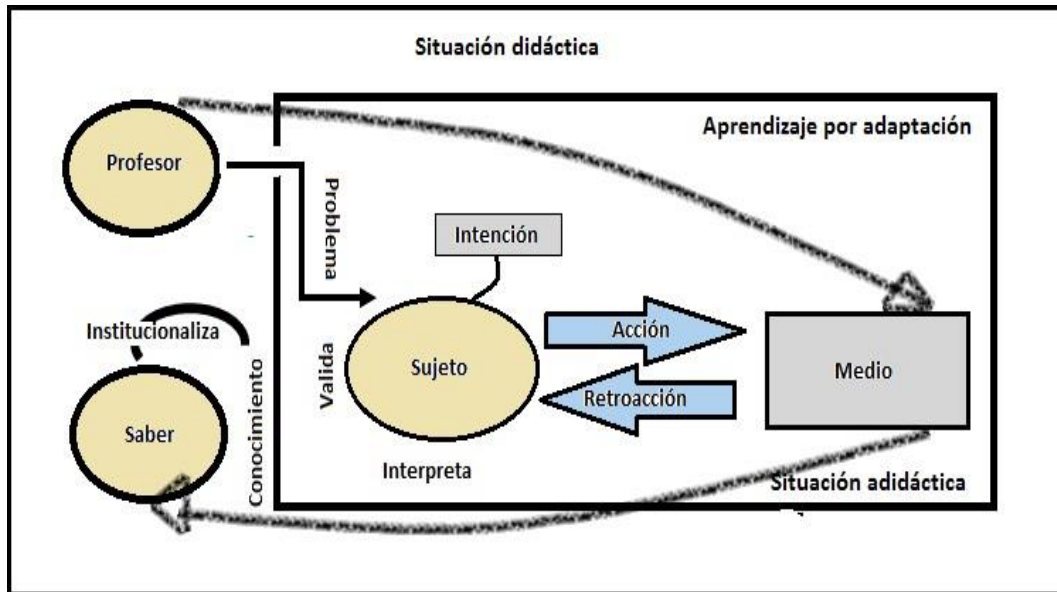 Situación didáctica
Aprendizaje por adaptación
Profesor
Problema
Intención
Institucionaliza
Acción
Sujeto
Medio
Valida
Retroacción
Saber
Conocimiento
Interpreta
Situación adidáctica